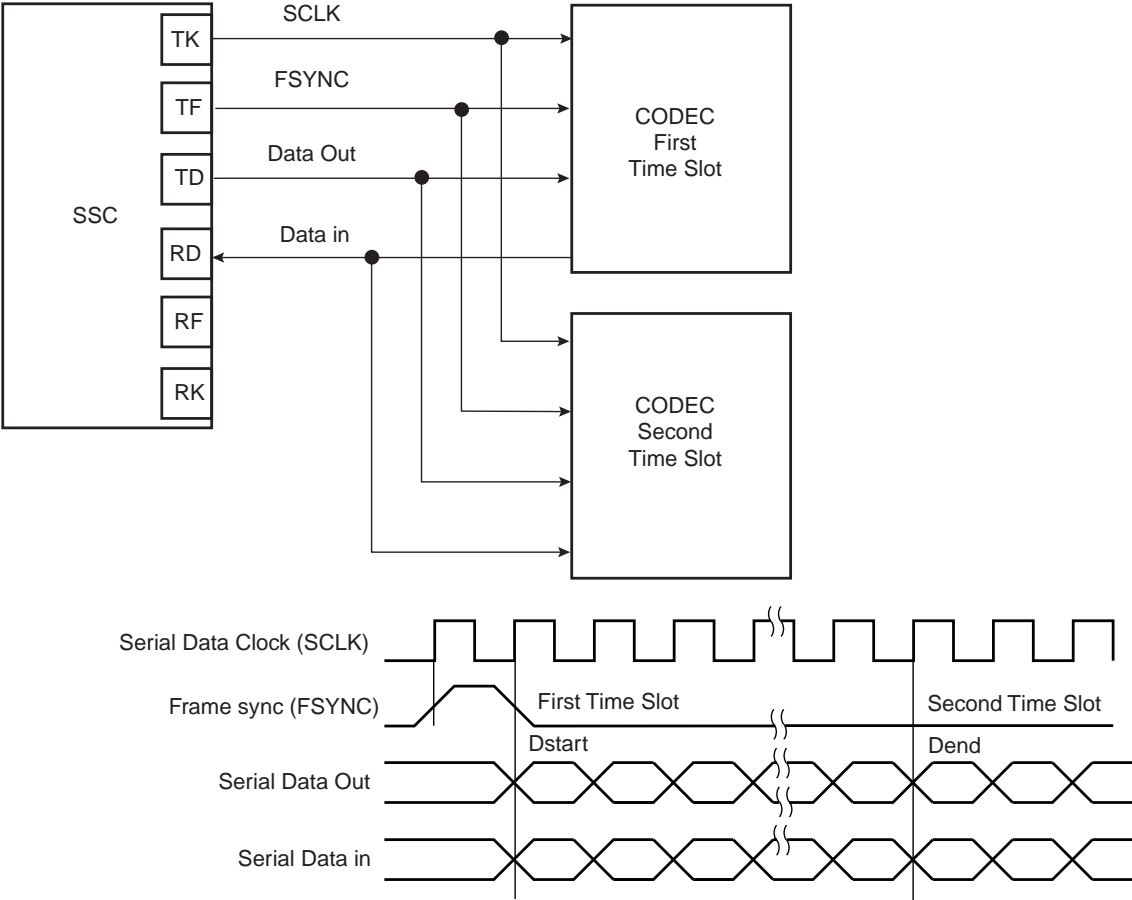 SCLK
TK
FSYNC
TF
CODEC
First
Time Slot
Data Out
TD
SSC
Data in
RD
RF
RK
CODEC
Second
Time Slot
Serial Data Clock (SCLK)
Frame sync (FSYNC)
First Time Slot
Second Time Slot
Dstart
Dend
Serial Data Out
Serial Data in